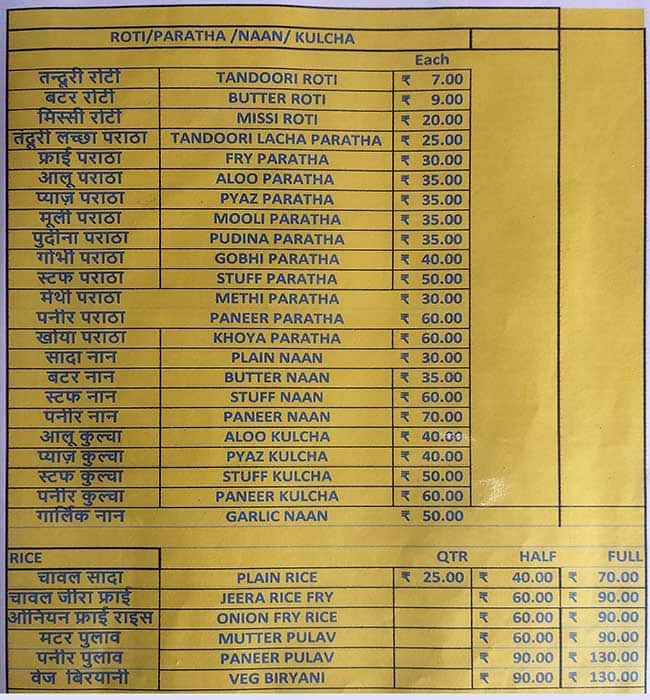 ROTI/PARATHA /NAAN/ KULCHA
Each
तन्दूरी रोटी TANDOORI ROTI ₹ 7.00
बटर रोटी BUTTER ROTI ₹ 9.00
मिस्सी रोटी MISSI ROTI ₹ 20.00
तंदूरी लच्छा पराठा TANDOORI LACHA PARATHA ₹ 25.00
फ्राई पराठा FRY PARATHA ₹ 30.00
आलू पराठा ALOO PARATHA ₹ 35.00
प्याज़ पराठा PYAZ PARATHA ₹ 35.00
मूली पराठा MOOLI PARATHA ₹ 35.00
पुदीना पराठा PUDINA PARATHA ₹ 35.00
गोभी पराठा GOBHI PARATHA ₹ 40.00
स्टफ पराठा STUFF PARATHA ₹ 50.00
मेथी पराठा METHI PARATHA ₹ 30.00
पनीर पराठा PANEER PARATHA ₹ 60.00
खोया पराठा KHOYA PARATHA ₹ 60.00
सादा नान PLAIN NAAN ₹ 30.00
बटर नान BUTTER NAAN ₹ 35.00
स्टफ नान STUFF NAAN ₹ 60.00
पनीर नान PANEER NAAN ₹ 70.00
आलू कुल्चा ALOO KULCHA ₹ 40.00
प्याज़ कुल्चा PYAZ KULCHA ₹ 40.00
स्टफ कुल्चा STUFF KULCHA ₹ 50.00
पनीर कुल्चा PANEER KULCHA ₹ 60.00
गार्लिक नान GARLIC NAAN ₹ 50.00
RICE QTR HALF FULL
चावल सादा PLAIN RICE ₹ 25.00 ₹ 40.00 ₹ 70.00
चावल जीरा फ्राई JEERA RICE FRY ₹ 60.00 ₹ 90.00
ओनियन फ्राई राइस ONION FRY RICE ₹ 60.00 ₹ 90.00
मटर पुलाव MUTTER PULAV ₹ 60.00 ₹ 90.00
पनीर पुलाव PANEER PULAV ₹ 90.00 ₹ 130.00
वेज बिरयानी VEG BIRYANI ₹ 90.00 ₹ 130.00